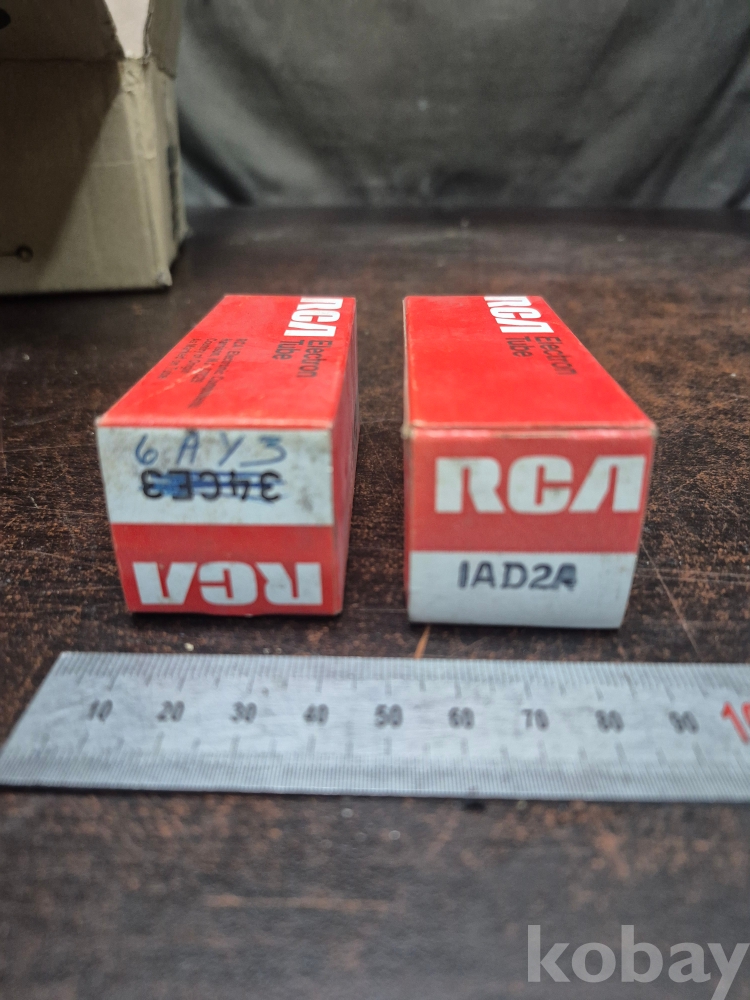 RCA
Electron
Tube
RCA
Electron
Tube
6AY3
34CE3
RCA
RCA
1AD2A
10 20 30 40 50 60 70 80 90
kobay